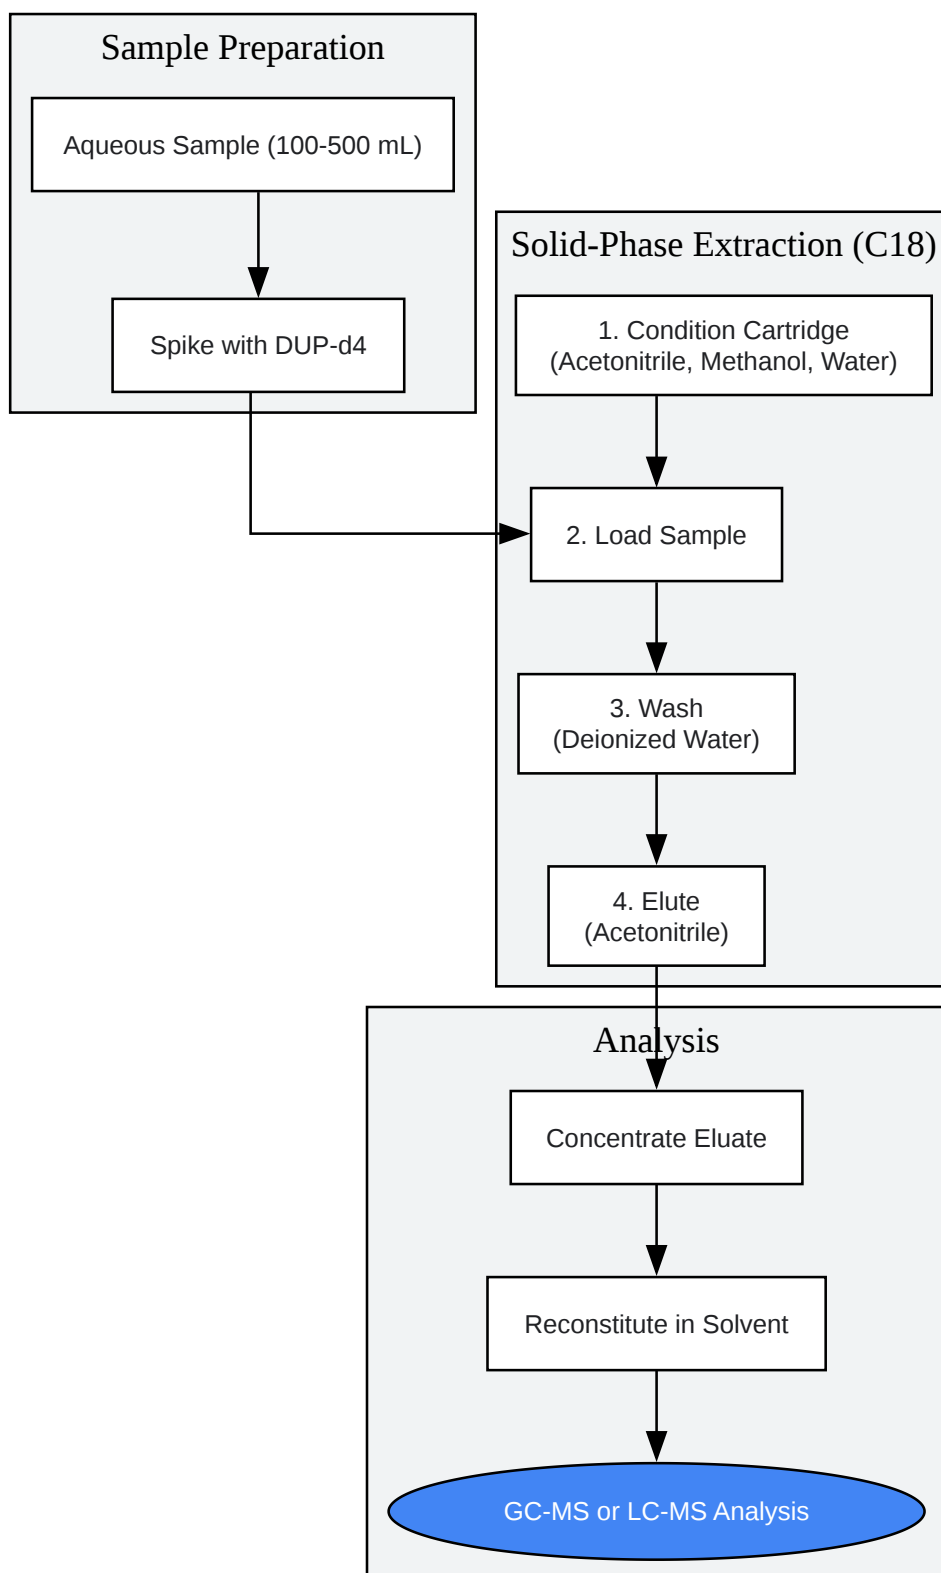 Sample Preparation
Aqueous Sample (100-500 mL)
Spike with DUP-d4
Solid-Phase Extraction (C18)
1. Condition Cartridge
(Acetonitrile, Methanol, Water)
2. Load Sample
3. Wash
(Deionized Water)
4. Elute
(Acetonitrile)
Analysis
Concentrate Eluate
Reconstitute in Solvent
GC-MS or LC-MS Analysis